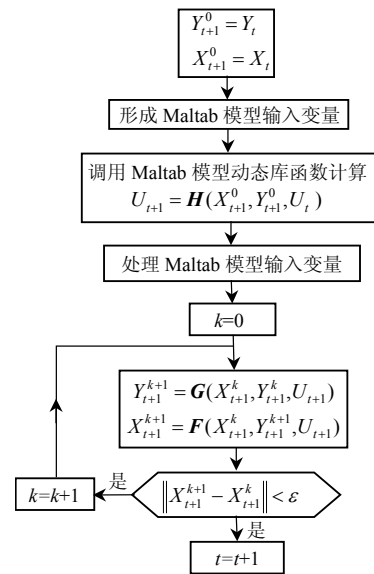 Y_{t+1}^{0}=Y_t
X_{t+1}^{0}=X_t
形成 Maltab 模型输入变量
调用 Maltab 模型动态库函数计算
U_{t+1}=H(X_{t+1}^{0},Y_{t+1}^{0},U_t)
处理 Maltab 模型输入变量
k=0
Y_{t+1}^{k+1}=G(X_{t+1}^{k},Y_{t+1}^{k},U_{t+1})
X_{t+1}^{k+1}=F(X_{t+1}^{k},Y_{t+1}^{k+1},U_{t+1})
k=k+1
是
‖X_{t+1}^{k+1}−X_{t+1}^{k}‖<ε
是
t=t+1